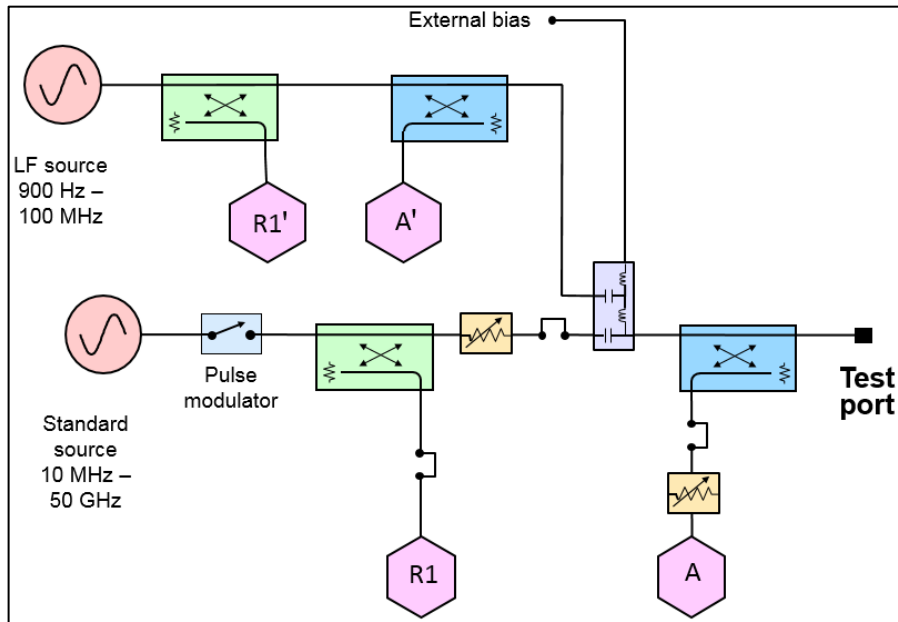 External bias
LF source
900 Hz –
100 MHz
R1'
A'
Pulse
modulator
Standard
source
10 MHz –
50 GHz
Test
port
R1
A